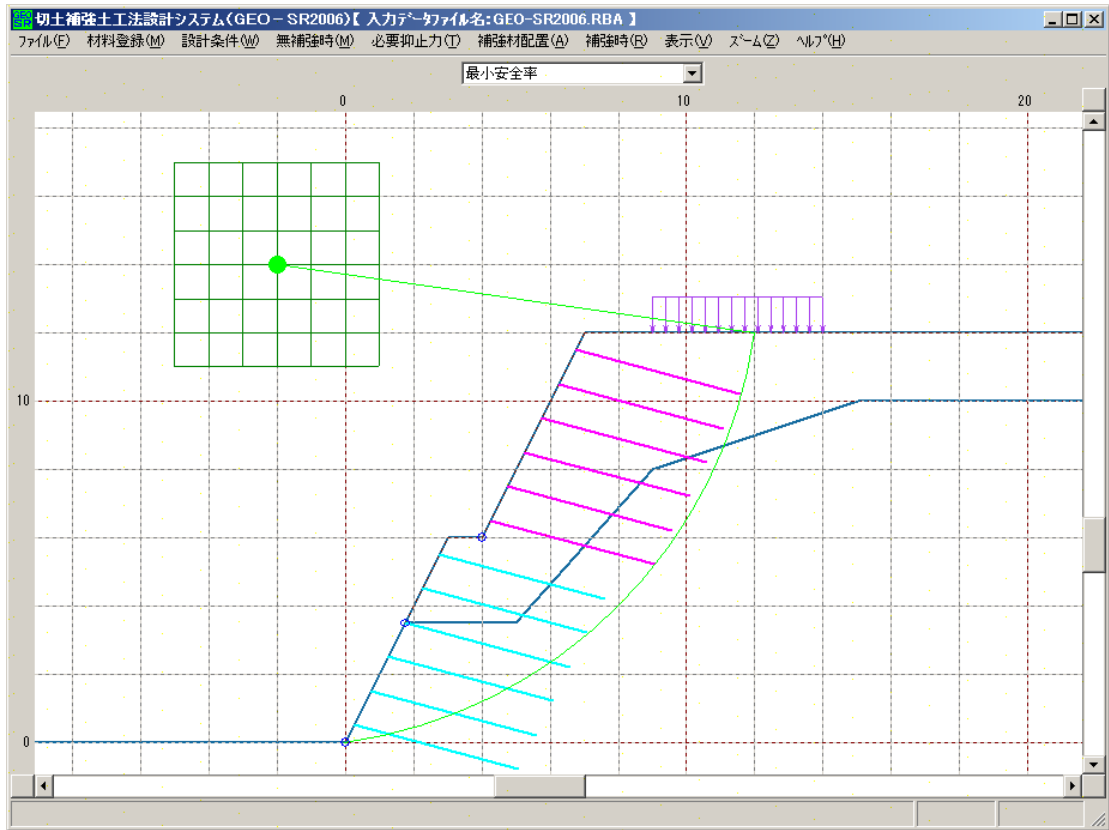 GEO SR 切土補強土工法設計システム(GEO－SR2006)【 入力ﾃﾞｰﾀﾌｧｲﾙ名:GEO-SR2006.RBA 】
ﾌｧｲﾙ(F) 材料登録(M) 設計条件(W) 無補強時(M) 必要抑止力(T) 補強材配置(A) 補強時(R) 表示(V) ｽﾞｰﾑ(Z) ﾍﾙﾌﾟ(H)
最小安全率
0 10 20
10
0